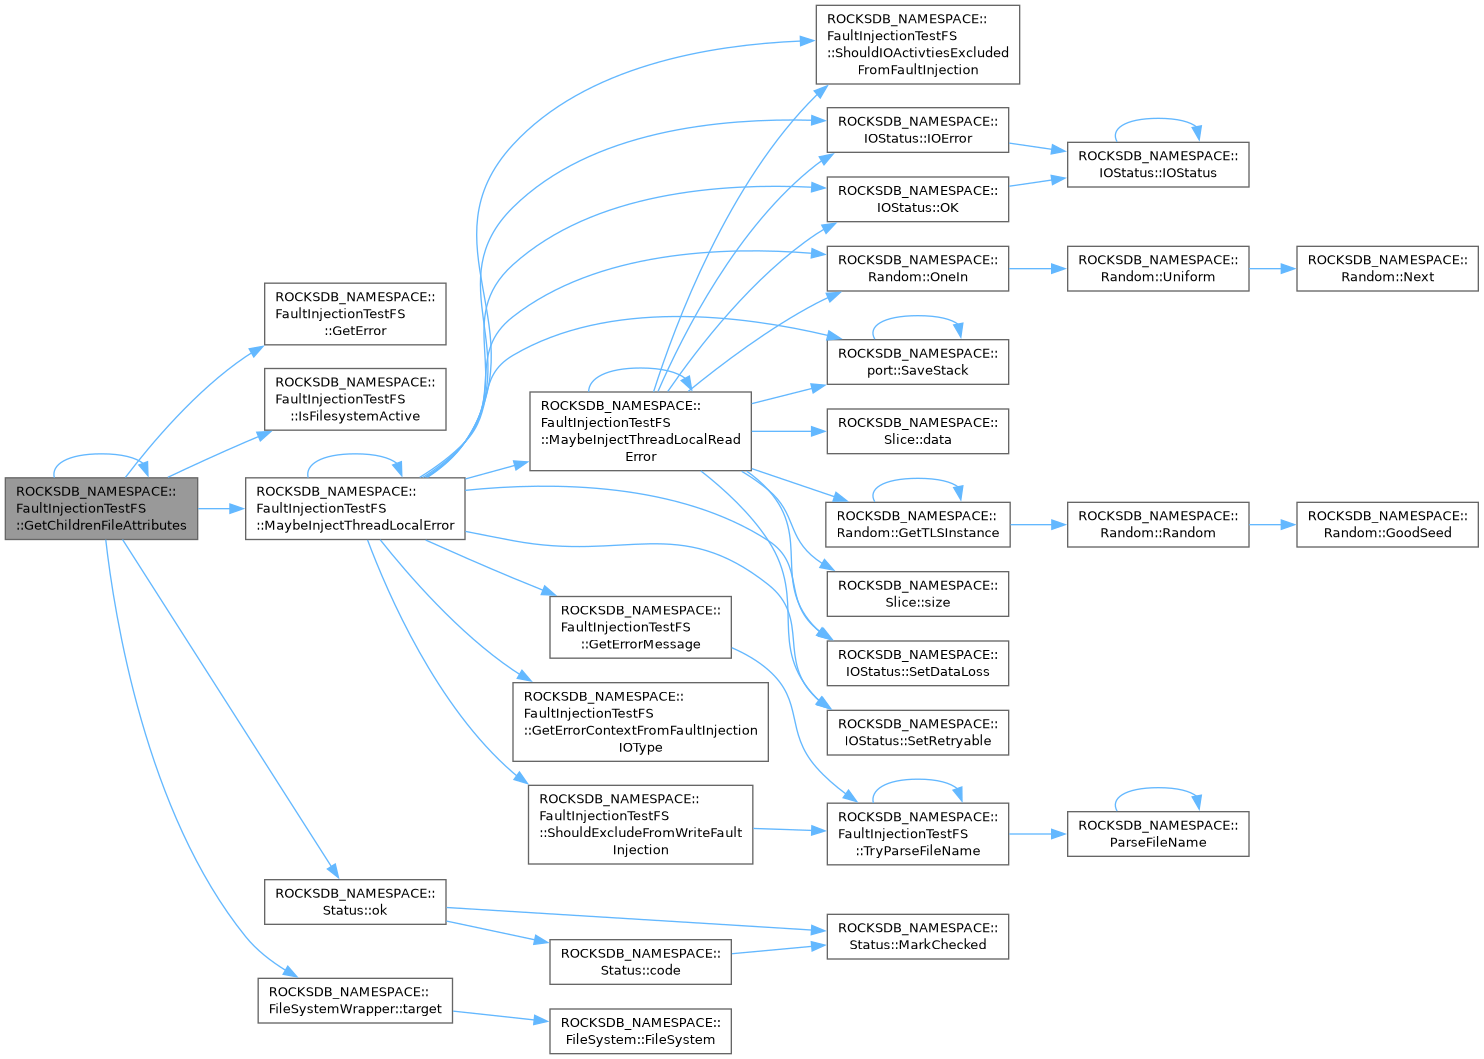 ROCKSDB_NAMESPACE::
FaultInjectionTestFS
::GetChildrenFileAttributes
ROCKSDB_NAMESPACE::
FaultInjectionTestFS
::GetError
ROCKSDB_NAMESPACE::
FaultInjectionTestFS
::IsFilesystemActive
ROCKSDB_NAMESPACE::
FaultInjectionTestFS
::MaybeInjectThreadLocalError
ROCKSDB_NAMESPACE::
Status::ok
ROCKSDB_NAMESPACE::
FileSystemWrapper::target
ROCKSDB_NAMESPACE::
FaultInjectionTestFS
::MaybeInjectThreadLocalRead
Error
ROCKSDB_NAMESPACE::
FaultInjectionTestFS
::GetErrorMessage
ROCKSDB_NAMESPACE::
FaultInjectionTestFS
::GetErrorContextFromFaultInjection
IOType
ROCKSDB_NAMESPACE::
FaultInjectionTestFS
::ShouldExcludeFromWriteFault
Injection
ROCKSDB_NAMESPACE::
Status::code
ROCKSDB_NAMESPACE::
FileSystem::FileSystem
ROCKSDB_NAMESPACE::
FaultInjectionTestFS
::ShouldIOActivtiesExcluded
FromFaultInjection
ROCKSDB_NAMESPACE::
IOStatus::IOError
ROCKSDB_NAMESPACE::
IOStatus::OK
ROCKSDB_NAMESPACE::
Random::OneIn
ROCKSDB_NAMESPACE::
port::SaveStack
ROCKSDB_NAMESPACE::
Slice::data
ROCKSDB_NAMESPACE::
Random::GetTLSInstance
ROCKSDB_NAMESPACE::
Slice::size
ROCKSDB_NAMESPACE::
IOStatus::SetDataLoss
ROCKSDB_NAMESPACE::
IOStatus::SetRetryable
ROCKSDB_NAMESPACE::
FaultInjectionTestFS
::TryParseFileName
ROCKSDB_NAMESPACE::
Status::MarkChecked
ROCKSDB_NAMESPACE::
IOStatus::IOStatus
ROCKSDB_NAMESPACE::
Random::Uniform
ROCKSDB_NAMESPACE::
Random::Random
ROCKSDB_NAMESPACE::
ParseFileName
ROCKSDB_NAMESPACE::
Random::Next
ROCKSDB_NAMESPACE::
Random::GoodSeed